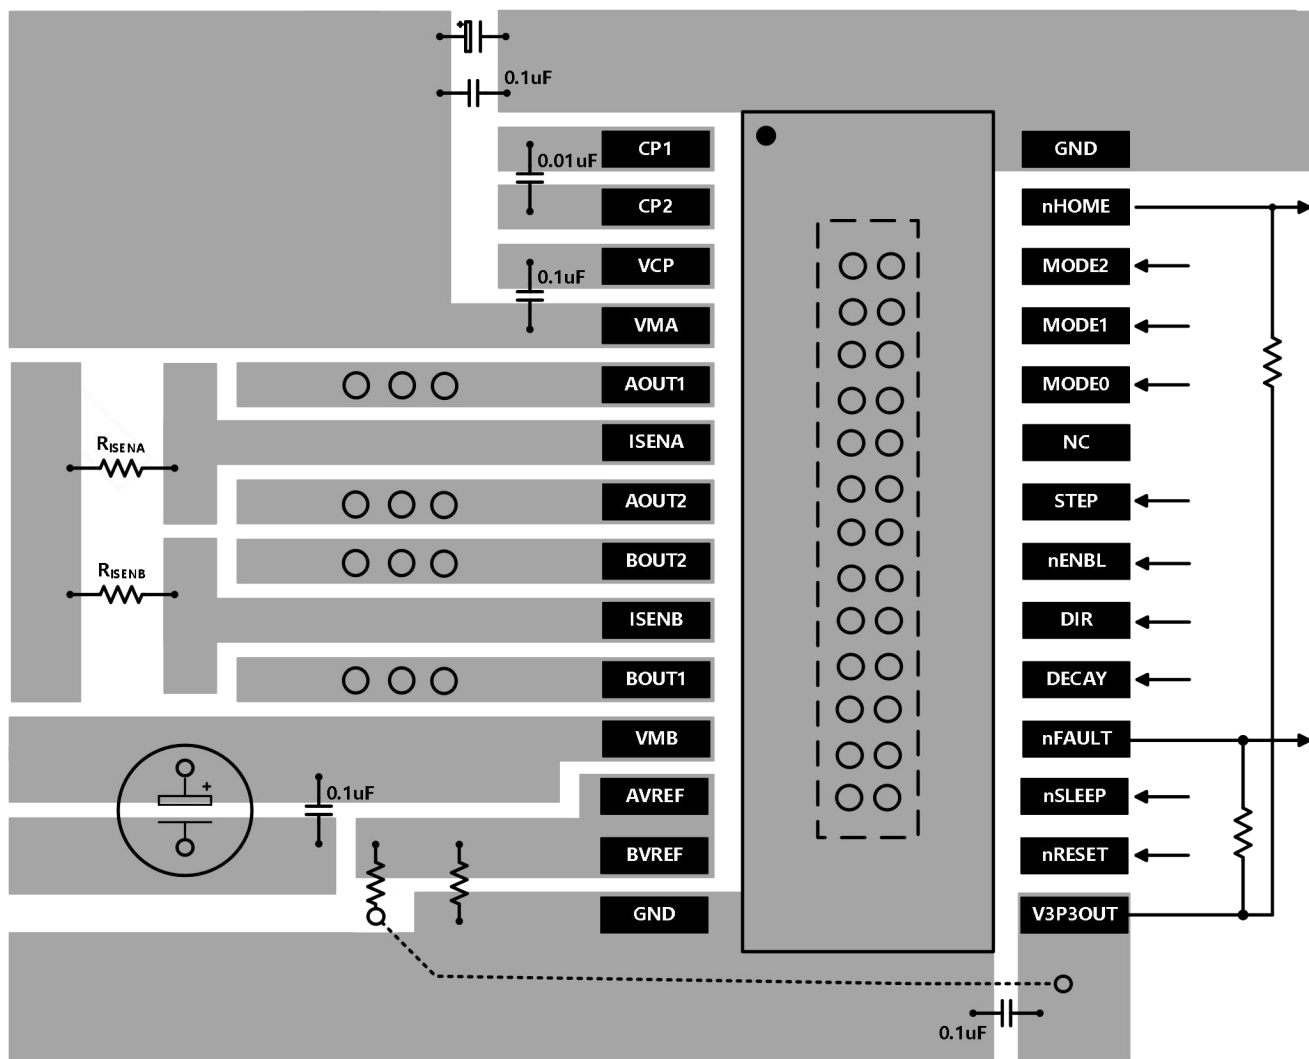 +
0.1uF
CP1
GND
0.01uF
CP2
nHOME
VCP
MODE2
0.1uF
VMA
MODE1
AOUT1
MODE0
RISENA
ISENA
NC
AOUT2
STEP
BOUT2
nENBL
RISENB
ISENB
DIR
BOUT1
DECAY
VMB
nFAULT
+
0.1uF
AVREF
nSLEEP
BVREF
nRESET
GND
V3P3OUT
0.1uF